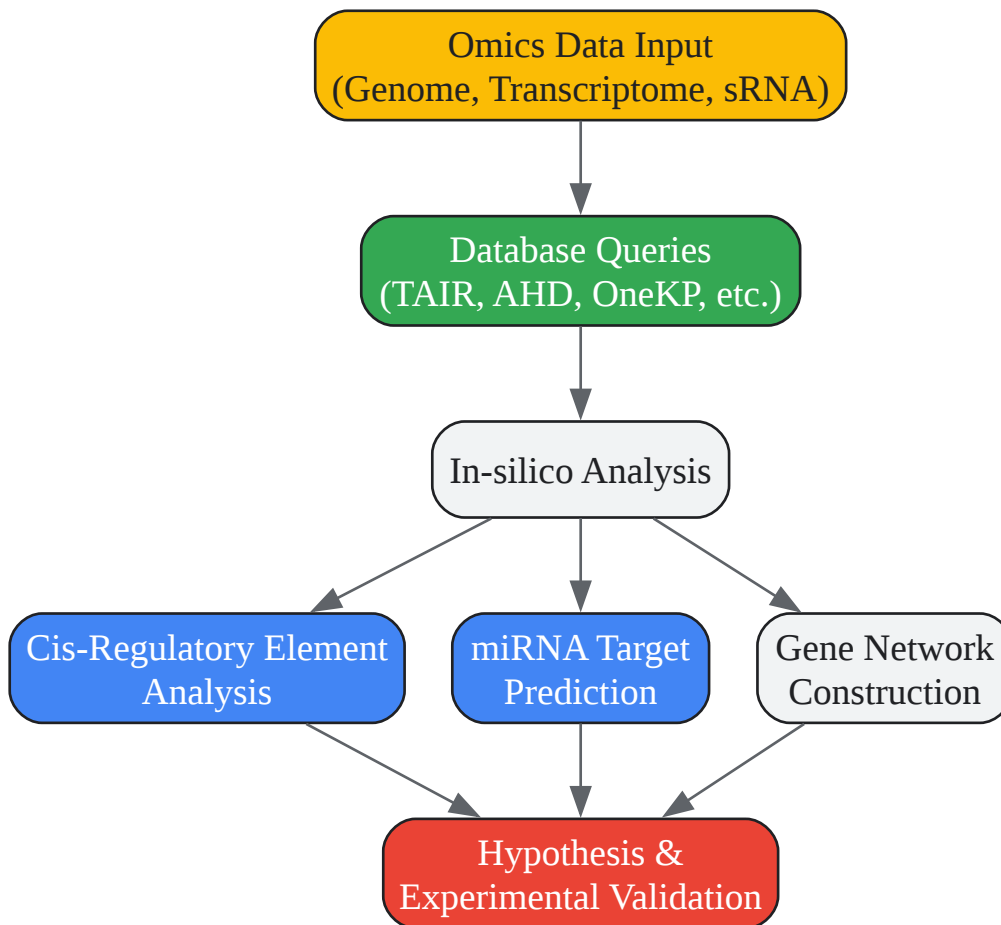 Omics Data Input
(Genome, Transcriptome, sRNA)
Database Queries
(TAIR, AHD, OneKP, etc.)
In-silico Analysis
Cis-Regulatory Element
Analysis
miRNA Target
Prediction
Gene Network
Construction
Hypothesis &
Experimental Validation